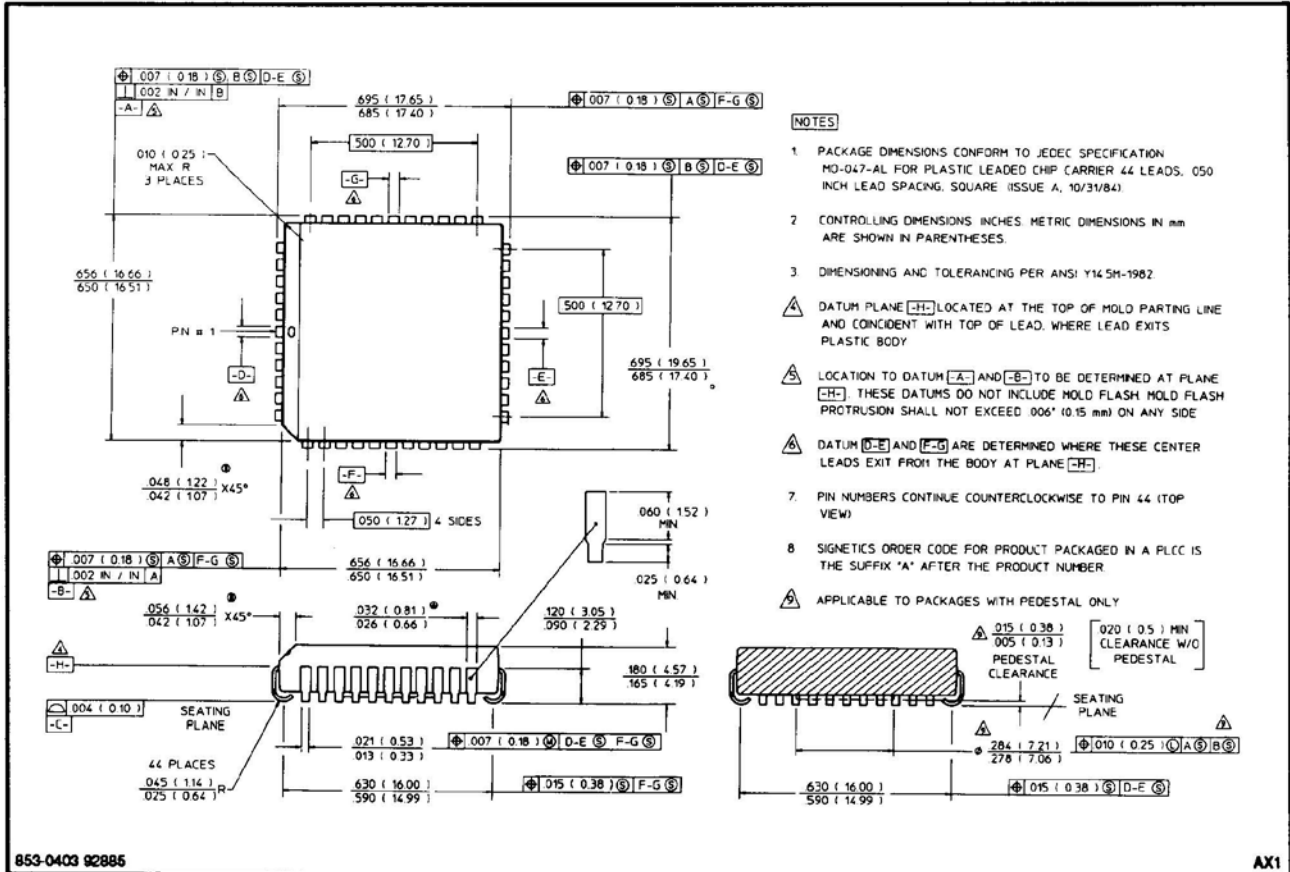 ⌖ .007 ( 0.18 ) Ⓢ B Ⓢ D-E Ⓢ
⊥ .002 IN / IN B
-A- 5
.695 ( 17.65 )
.685 ( 17.40 )
⌖ .007 ( 0.18 ) Ⓢ A Ⓢ F-G Ⓢ
.500 ( 12.70 )
⌖ .007 ( 0.18 ) Ⓢ B Ⓢ D-E Ⓢ
.010 ( 0.25 )
MAX R
3 PLACES
-G-
6
.656 ( 16.66 )
.650 ( 16.51 )
PIN # 1
-D-
6
.500 ( 12.70 )
-E-
6
.695 ( 19.65 )
.685 ( 17.40 )
.048 ( 1.22 )
.042 ( 1.07 ) X45°
-F-
6
.050 ( 1.27 ) 4 SIDES
.060 ( 1.52 )
MIN
.025 ( 0.64 )
MIN
⌖ .007 ( 0.18 ) Ⓢ A Ⓢ F-G Ⓢ
⊥ .002 IN / IN A
-B- 5
.656 ( 16.66 )
.650 ( 16.51 )
.056 ( 1.42 )
.042 ( 1.07 ) X45°
.032 ( 0.81 )
.026 ( 0.66 )
.120 ( 3.05 )
.090 ( 2.29 )
4
-H-
.180 ( 4.57 )
.165 ( 4.19 )
⌓ .004 ( 0.10 )
-C-
SEATING
PLANE
.021 ( 0.53 )
.013 ( 0.33 )
⌖ .007 ( 0.18 ) Ⓜ D-E Ⓢ F-G Ⓢ
44 PLACES
.045 ( 1.14 )
.025 ( 0.64 ) R
.630 ( 16.00 )
.590 ( 14.99 )
⌖ .015 ( 0.38 ) Ⓢ F-G Ⓢ
NOTES
1. PACKAGE DIMENSIONS CONFORM TO JEDEC SPECIFICATION
MO-047-AL FOR PLASTIC LEADED CHIP CARRIER 44 LEADS, .050
INCH LEAD SPACING, SQUARE (ISSUE A, 10/31/84).
2 CONTROLLING DIMENSIONS INCHES. METRIC DIMENSIONS IN mm
ARE SHOWN IN PARENTHESES.
3. DIMENSIONING AND TOLERANCING PER ANSI Y14.5M-1982.
4 DATUM PLANE -H- LOCATED AT THE TOP OF MOLD PARTING LINE
AND COINCIDENT WITH TOP OF LEAD, WHERE LEAD EXITS
PLASTIC BODY
5 LOCATION TO DATUM -A- AND -B- TO BE DETERMINED AT PLANE
-H-. THESE DATUMS DO NOT INCLUDE MOLD FLASH. MOLD FLASH
PROTRUSION SHALL NOT EXCEED .006" (0.15 mm) ON ANY SIDE
6 DATUM D-E AND F-G ARE DETERMINED WHERE THESE CENTER
LEADS EXIT FROM THE BODY AT PLANE -H-.
7. PIN NUMBERS CONTINUE COUNTERCLOCKWISE TO PIN 44 (TOP
VIEW)
8 SIGNETICS ORDER CODE FOR PRODUCT PACKAGED IN A PLCC IS
THE SUFFIX "A" AFTER THE PRODUCT NUMBER
9 APPLICABLE TO PACKAGES WITH PEDESTAL ONLY
9 .015 ( 0.38 )
.005 ( 0.13 )
PEDESTAL
CLEARANCE
.020 ( 0.5 ) MIN
CLEARANCE W/O
PEDESTAL
SEATING
PLANE
9
⌀ .284 ( 7.21 )
.278 ( 7.06 )
⌖ .010 ( 0.25 ) Ⓛ A Ⓢ B Ⓢ
9
.630 ( 16.00 )
.590 ( 14.99 )
⌖ .015 ( 0.38 ) Ⓢ D-E Ⓢ
853-0403 92885
AX1